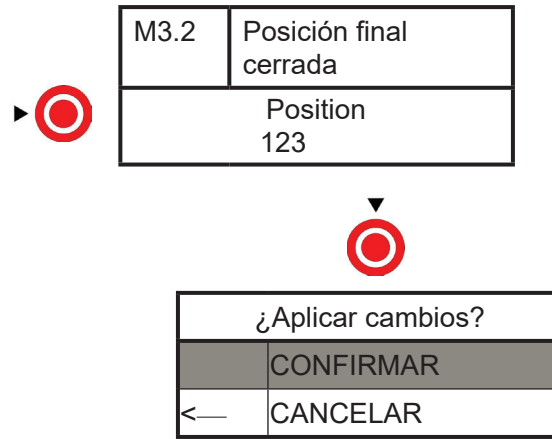 M3.2 Posición final
cerrada
Position
123
¿Aplicar cambios?
CONFIRMAR
<— CANCELAR